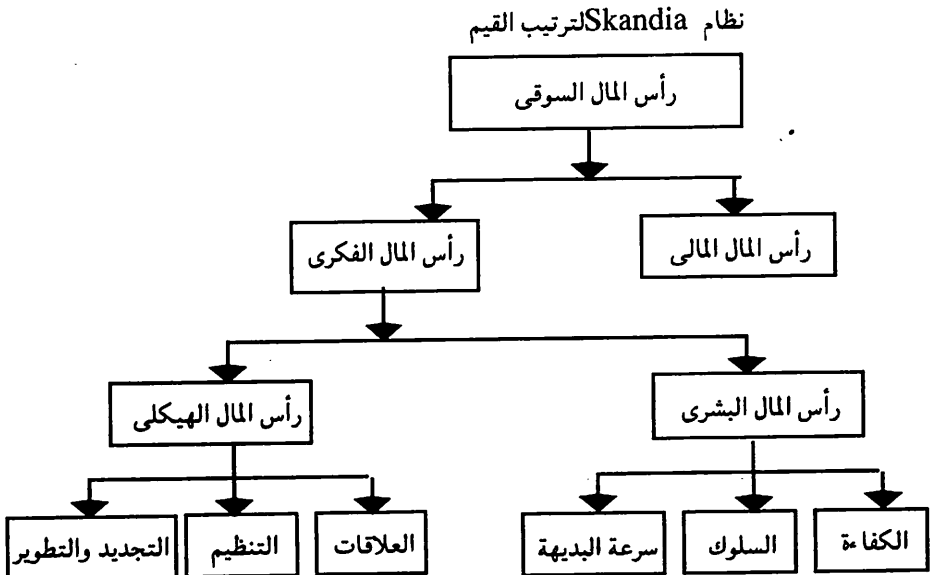 نظام Skandia لترتيب القيم
رأس المال السوقى
رأس المال المالى
رأس المال الفكرى
رأس المال البشرى
رأس المال الهيكلى
الكفاءة
السلوك
سرعة البديهة
العلاقات
التنظيم
التجديد والتطوير